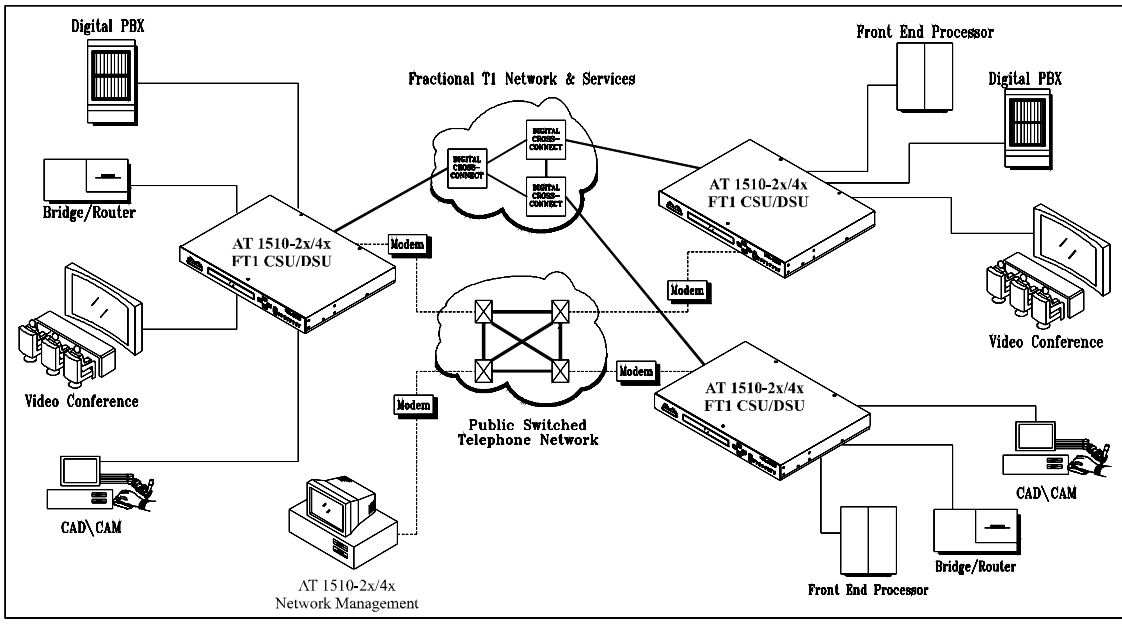 Digital PBX
Bridge/Router
Video Conference
CAD\CAM
AT 1510-2x/4x
FT1 CSU/DSU
Fractional T1 Network & Services
DIGITAL
CROSS-
CONNECT
DIGITAL
CROSS-
CONNECT
DIGITAL
CROSS-
CONNECT
Modem
Modem
Modem
Modem
Public Switched
Telephone Network
AT 1510-2x/4x
Network Management
Front End Processor
Digital PBX
AT 1510-2x/4x
FT1 CSU/DSU
Video Conference
AT 1510-2x/4x
FT1 CSU/DSU
CAD\CAM
Bridge/Router
Front End Processor